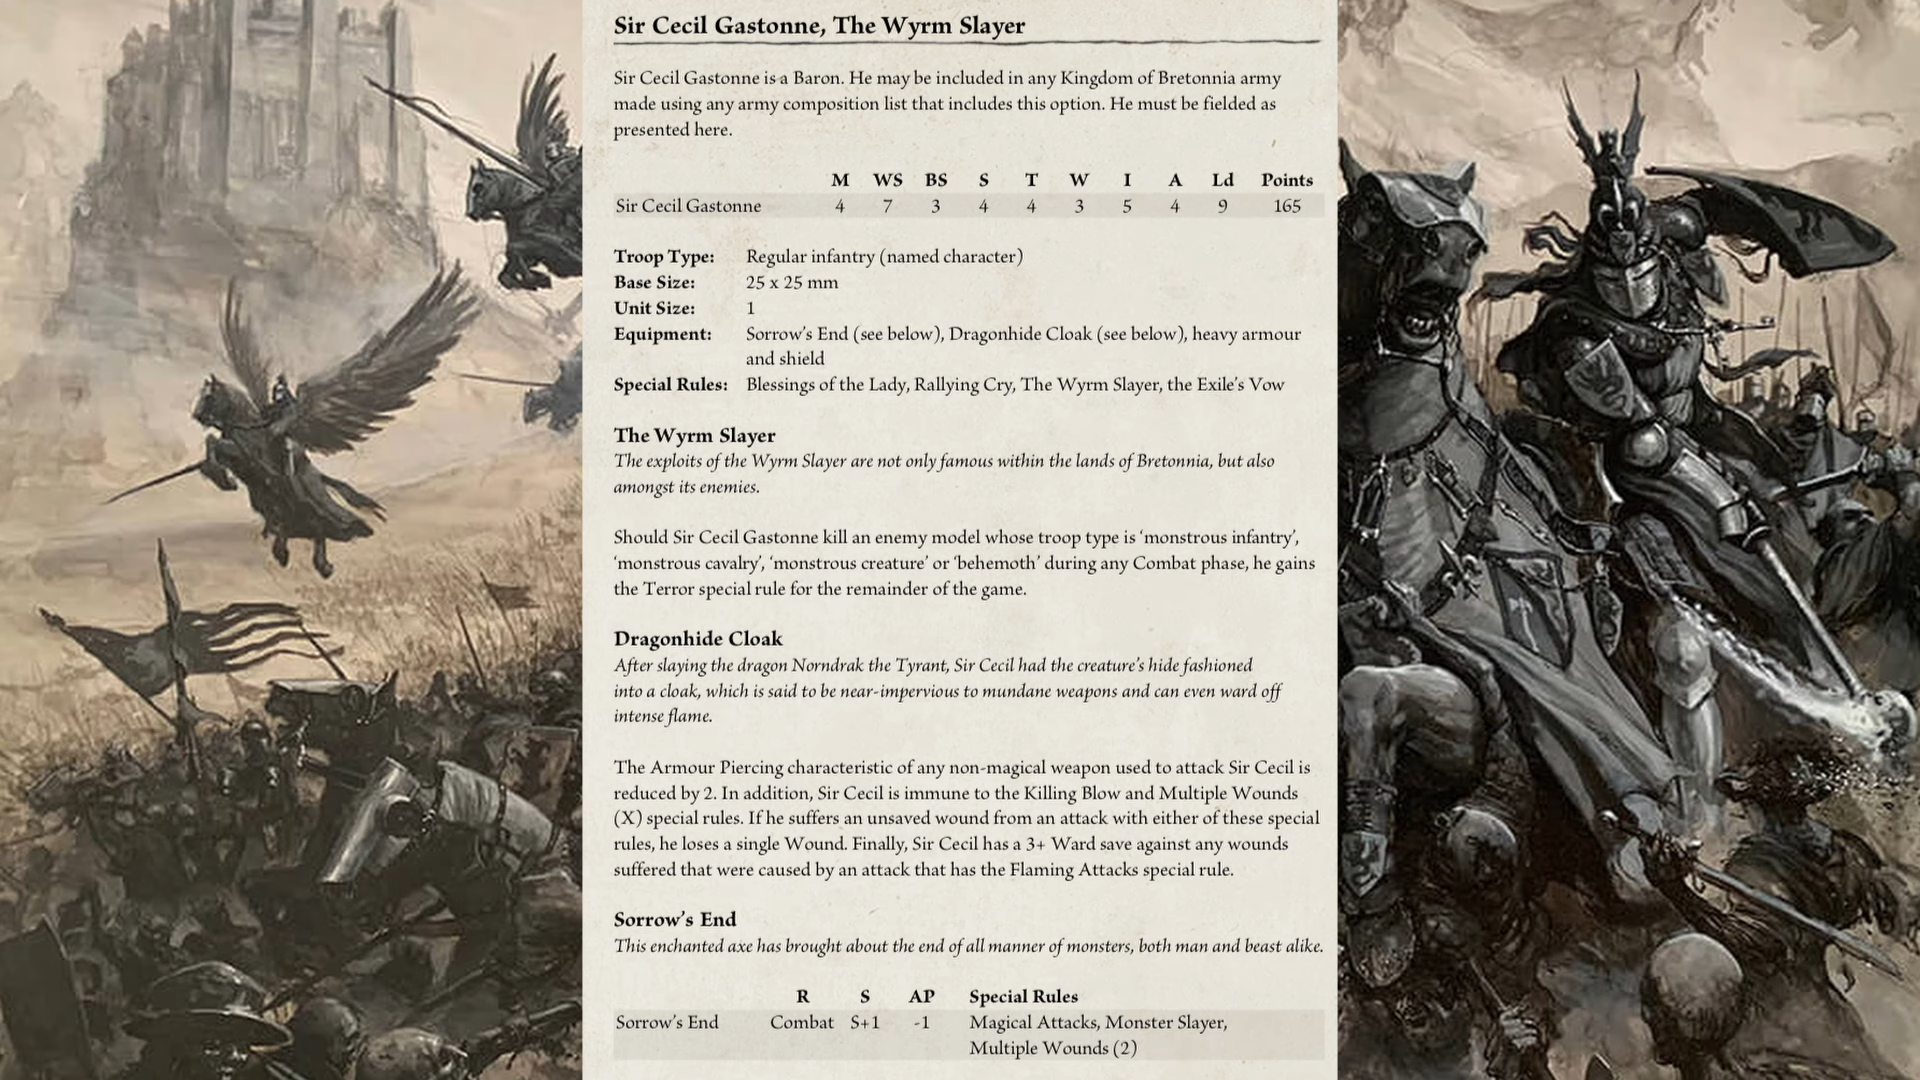 Sir Cecil Gastonne, The Wyrm Slayer
Sir Cecil Gastonne is a Baron. He may be included in any Kingdom of Bretonnia army
made using any army composition list that includes this option. He must be fielded as
presented here.
M WS BS S T W I A Ld Points
Sir Cecil Gastonne 4 7 3 4 4 3 5 4 9 165
Troop Type: Regular infantry (named character)
Base Size: 25 x 25 mm
Unit Size: 1
Equipment: Sorrow's End (see below), Dragonhide Cloak (see below), heavy armour
and shield
Special Rules: Blessings of the Lady, Rallying Cry, The Wyrm Slayer, the Exile's Vow
The Wyrm Slayer
The exploits of the Wyrm Slayer are not only famous within the lands of Bretonnia, but also
amongst its enemies.
Should Sir Cecil Gastonne kill an enemy model whose troop type is 'monstrous infantry',
'monstrous cavalry', 'monstrous creature' or 'behemoth' during any Combat phase, he gains
the Terror special rule for the remainder of the game.
Dragonhide Cloak
After slaying the dragon Norndrak the Tyrant, Sir Cecil had the creature's hide fashioned
into a cloak, which is said to be near-impervious to mundane weapons and can even ward off
intense flame.
The Armour Piercing characteristic of any non-magical weapon used to attack Sir Cecil is
reduced by 2. In addition, Sir Cecil is immune to the Killing Blow and Multiple Wounds
(X) special rules. If he suffers an unsaved wound from an attack with either of these special
rules, he loses a single Wound. Finally, Sir Cecil has a 3+ Ward save against any wounds
suffered that were caused by an attack that has the Flaming Attacks special rule.
Sorrow's End
This enchanted axe has brought about the end of all manner of monsters, both man and beast alike.
R S AP Special Rules
Sorrow's End Combat S+1 -1 Magical Attacks, Monster Slayer,
Multiple Wounds (2)